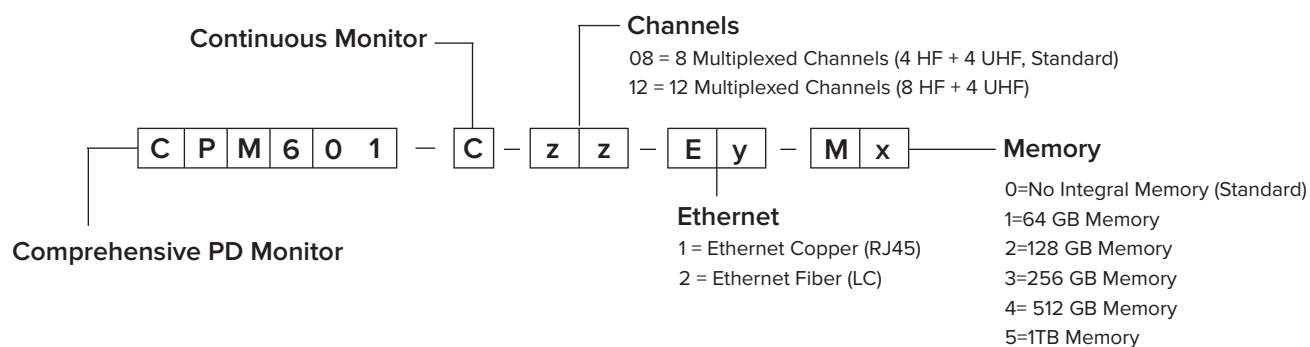 Channels
Continuous Monitor
08 = 8 Multiplexed Channels (4 HF + 4 UHF, Standard)
12 = 12 Multiplexed Channels (8 HF + 4 UHF)
C P M 6 0 1 – C – z z – E y – M x
Memory
0=No Integral Memory (Standard)
1=64 GB Memory
2=128 GB Memory
3=256 GB Memory
4= 512 GB Memory
5=1TB Memory
Ethernet
1 = Ethernet Copper (RJ45)
2 = Ethernet Fiber (LC)
Comprehensive PD Monitor